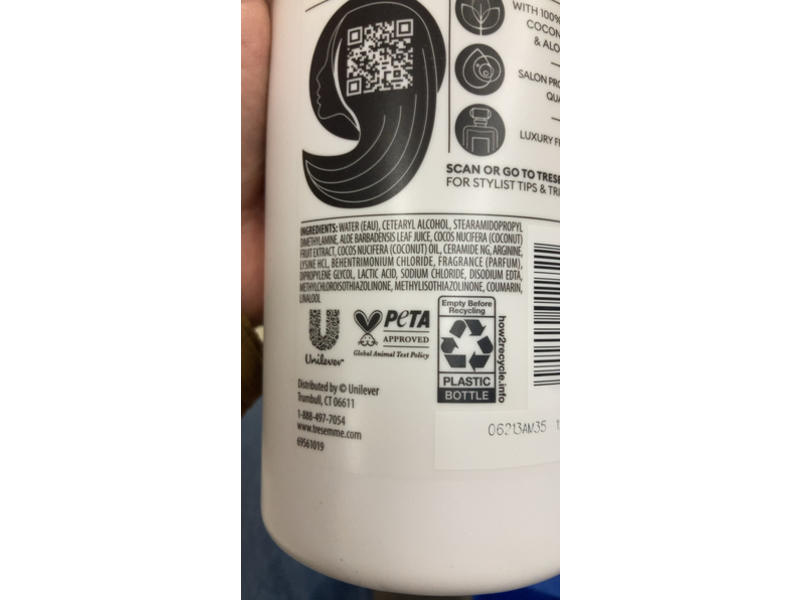 WITH 100%
COCON
& ALO
SALON PRO
QUA
LUXURY F
SCAN OR GO TO TRESE
FOR STYLIST TIPS & TRI
INGREDIENTS: WATER (EAU), CETEARYL ALCOHOL, STEARAMIDOPROPYL
DIMETHYLAMINE, ALOE BARBADENSIS LEAF JUICE, COCOS NUCIFERA (COCONUT)
FRUIT EXTRACT, COCOS NUCIFERA (COCONUT) OIL, CERAMIDE NG, ARGININE,
LYSINE HCL, BEHENTRIMONIUM CHLORIDE, FRAGRANCE (PARFUM),
DIPROPYLENE GLYCOL, LACTIC ACID, SODIUM CHLORIDE, DISODIUM EDTA,
METHYLCHLOROISOTHIAZOLINONE, METHYLISOTHIAZOLINONE, COUMARIN,
LINALOOL
Unilever
PETA
APPROVED
Global Animal Test Policy
Empty Before
Recycling
PLASTIC
BOTTLE
how2recycle.info
Distributed by © Unilever
Trumbull, CT 06611
1-888-497-7054
www.tresemme.com
69561019
06213AM35